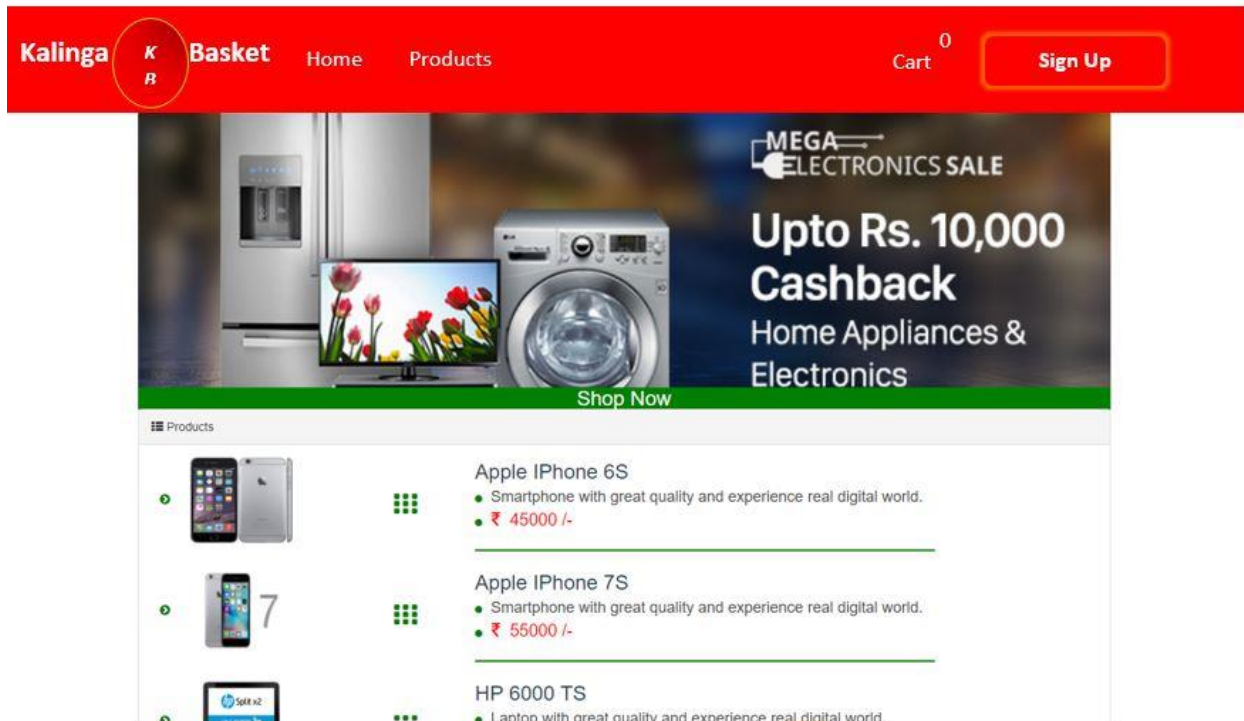 Kalinga K B Basket Home Products Cart 0 Sign Up
MEGA
ELECTRONICS SALE
Upto Rs. 10,000
Cashback
Home Appliances &
Electronics
Shop Now
Products
Apple IPhone 6S
Smartphone with great quality and experience real digital world.
₹ 45000 /-
7
Apple IPhone 7S
Smartphone with great quality and experience real digital world.
₹ 55000 /-
hp Split x2
HP 6000 TS
Laptop with great quality and experience real digital world.